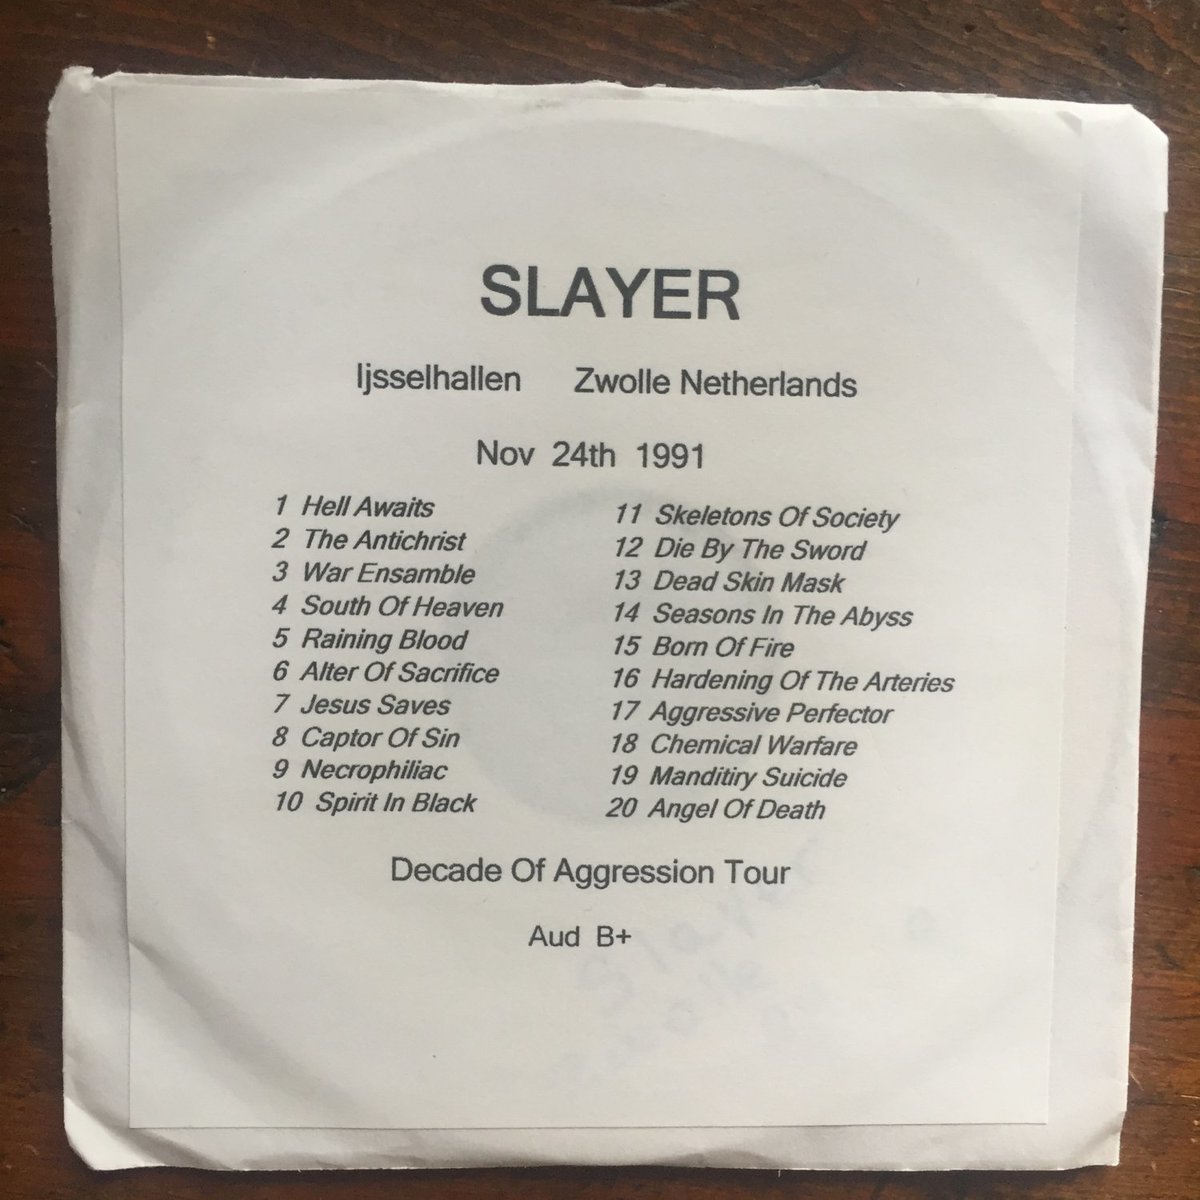 SLAYER
Ijsselhallen Zwolle Netherlands
Nov 24th 1991
1 Hell Awaits
2 The Antichrist
3 War Ensamble
4 South Of Heaven
5 Raining Blood
6 Alter Of Sacrifice
7 Jesus Saves
8 Captor Of Sin
9 Necrophiliac
10 Spirit In Black
11 Skeletons Of Society
12 Die By The Sword
13 Dead Skin Mask
14 Seasons In The Abyss
15 Born Of Fire
16 Hardening Of The Arteries
17 Aggressive Perfector
18 Chemical Warfare
19 Manditiry Suicide
20 Angel Of Death
Decade Of Aggression Tour
Aud B+
Slayer